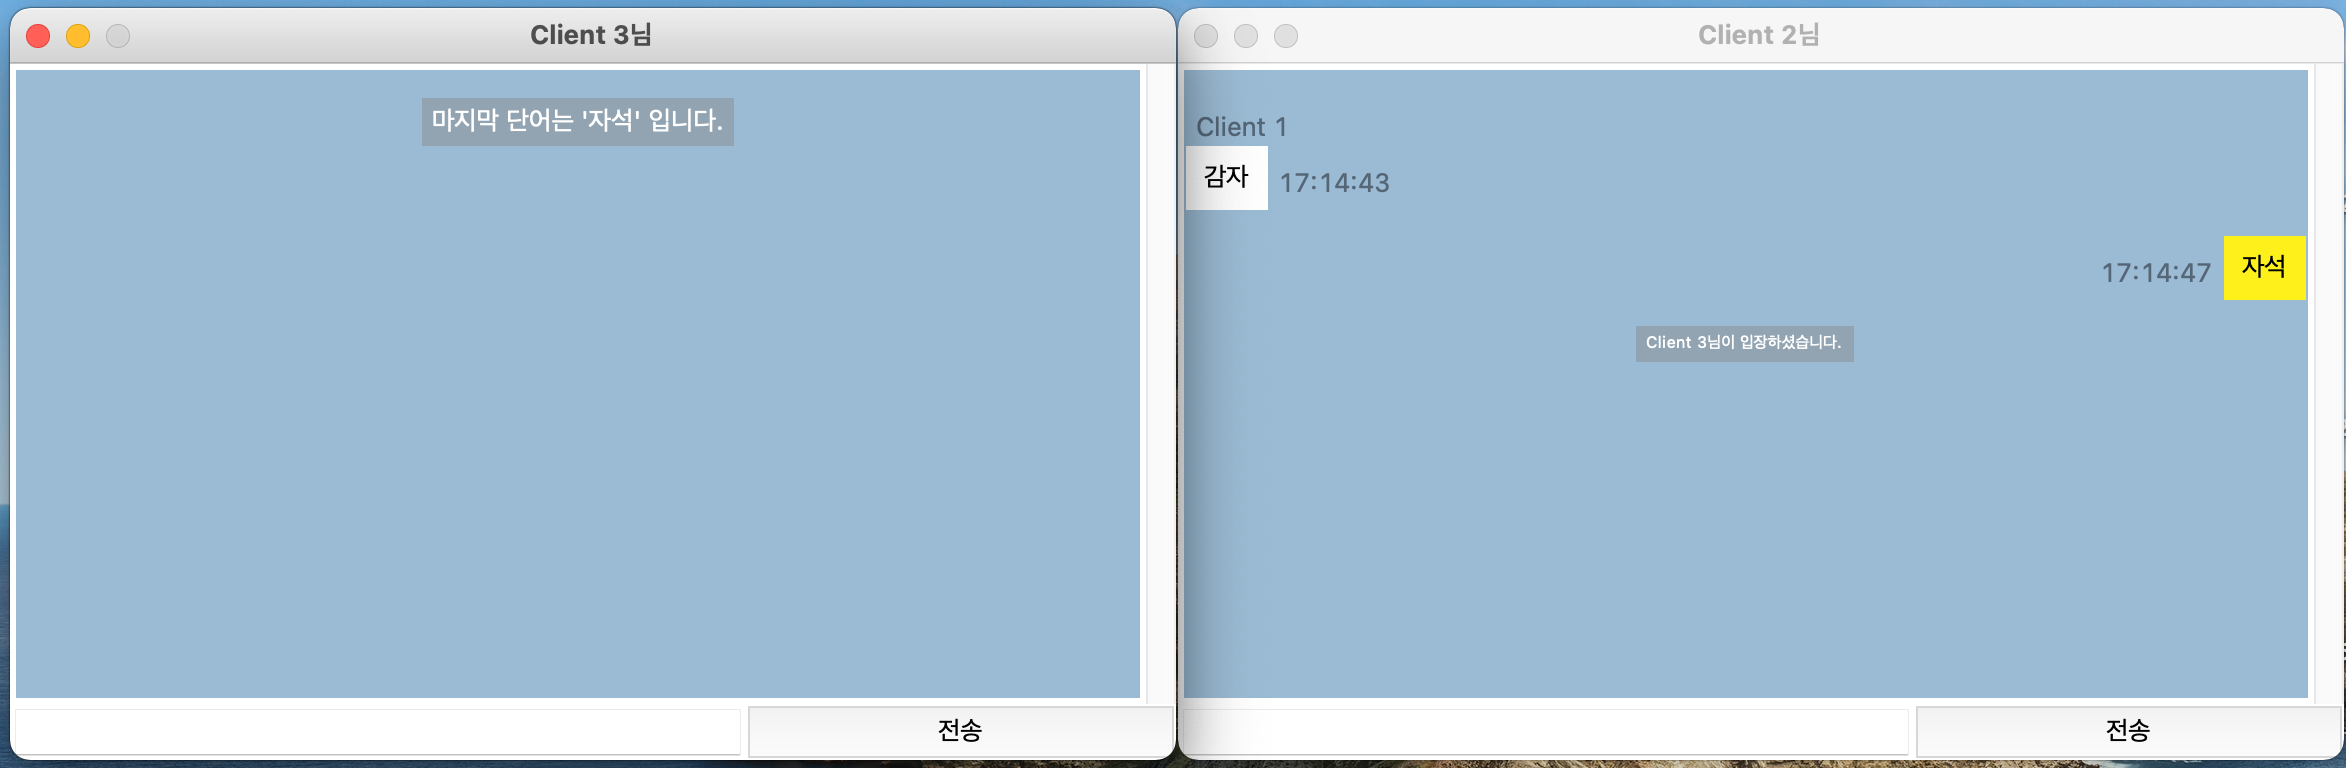 Client 3님
마지막 단어는 '자석' 입니다.
전송
Client 2님
Client 1
감자 17:14:43
17:14:47 자석
Client 3님이 입장하셨습니다.
전송